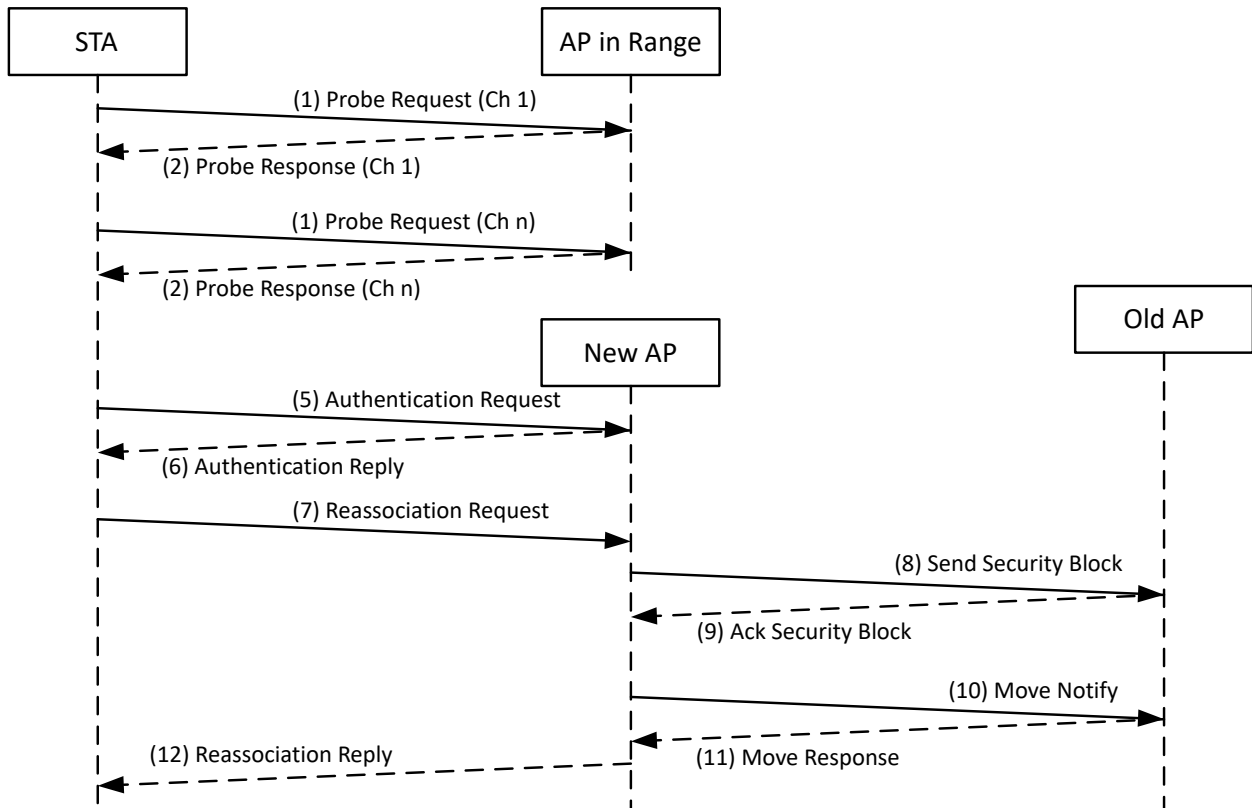 STA
AP in Range
(1) Probe Request (Ch 1)
(2) Probe Response (Ch 1)
(1) Probe Request (Ch n)
(2) Probe Response (Ch n)
Old AP
New AP
(5) Authentication Request
(6) Authentication Reply
(7) Reassociation Request
(8) Send Security Block
(9) Ack Security Block
(10) Move Notify
(11) Move Response
(12) Reassociation Reply